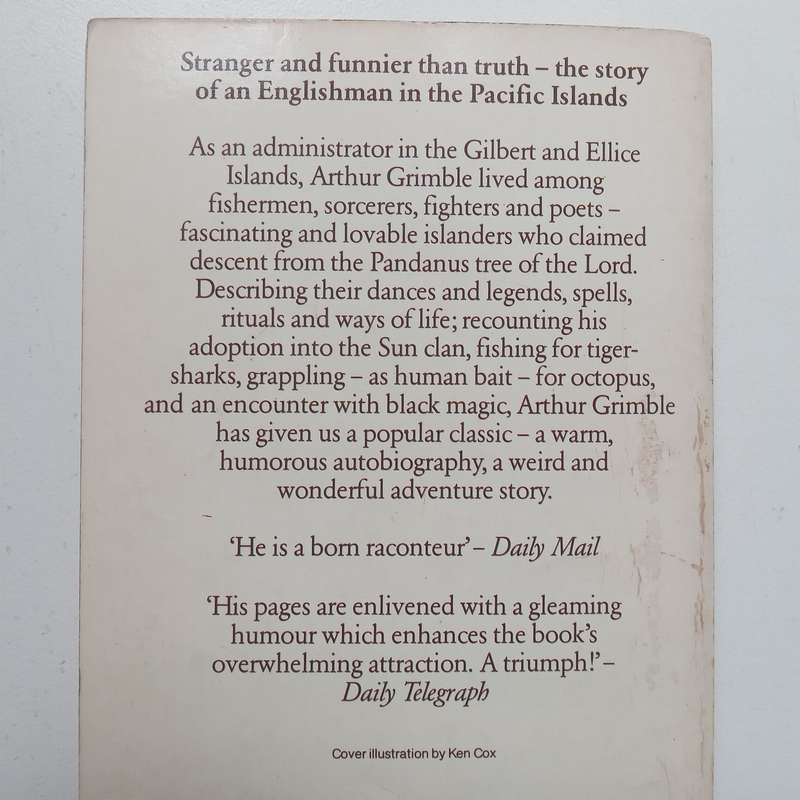 Stranger and funnier than truth – the story
of an Englishman in the Pacific Islands
As an administrator in the Gilbert and Ellice
Islands, Arthur Grimble lived among
fishermen, sorcerers, fighters and poets –
fascinating and lovable islanders who claimed
descent from the Pandanus tree of the Lord.
Describing their dances and legends, spells,
rituals and ways of life; recounting his
adoption into the Sun clan, fishing for tiger-
sharks, grappling – as human bait – for octopus,
and an encounter with black magic, Arthur Grimble
has given us a popular classic – a warm,
humorous autobiography, a weird and
wonderful adventure story.
‘He is a born raconteur’ – Daily Mail
‘His pages are enlivened with a gleaming
humour which enhances the book’s
overwhelming attraction. A triumph!’ –
Daily Telegraph
Cover illustration by Ken Cox